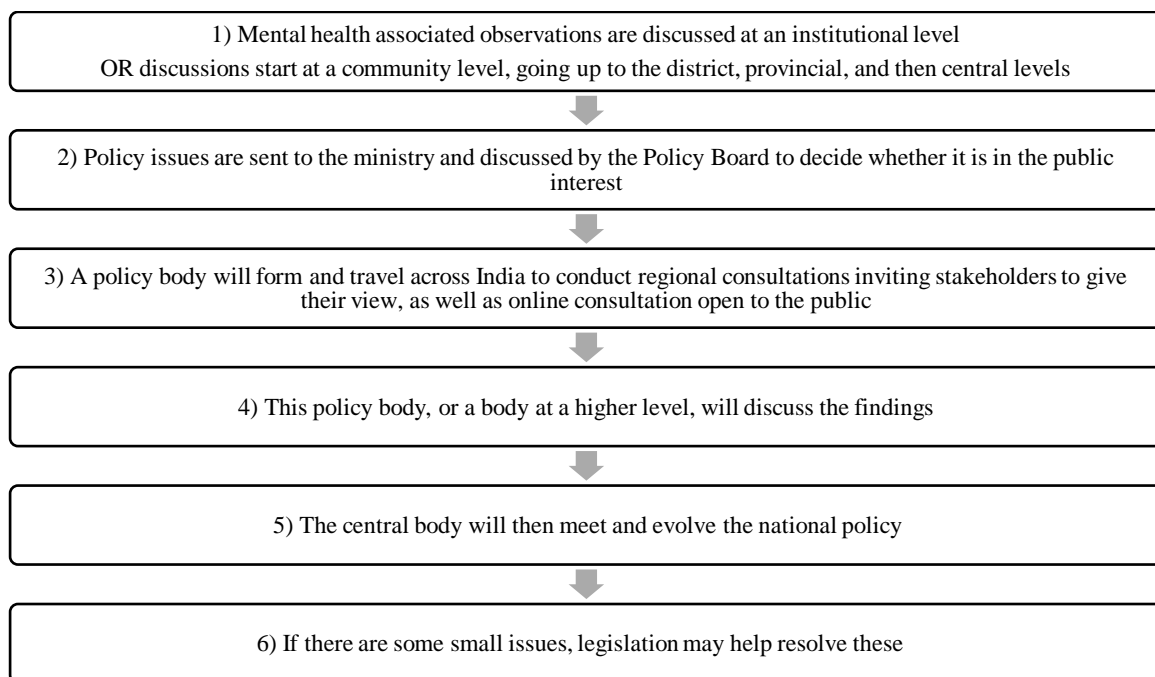 1) Mental health associated observations are discussed at an institutional level
OR discussions start at a community level, going up to the district, provincial, and then central levels
2) Policy issues are sent to the ministry and discussed by the Policy Board to decide whether it is in the public
interest
3) A policy body will form and travel across India to conduct regional consultations inviting stakeholders to give
their view, as well as online consultation open to the public
4) This policy body, or a body at a higher level, will discuss the findings
5) The central body will then meet and evolve the national policy
6) If there are some small issues, legislation may help resolve these